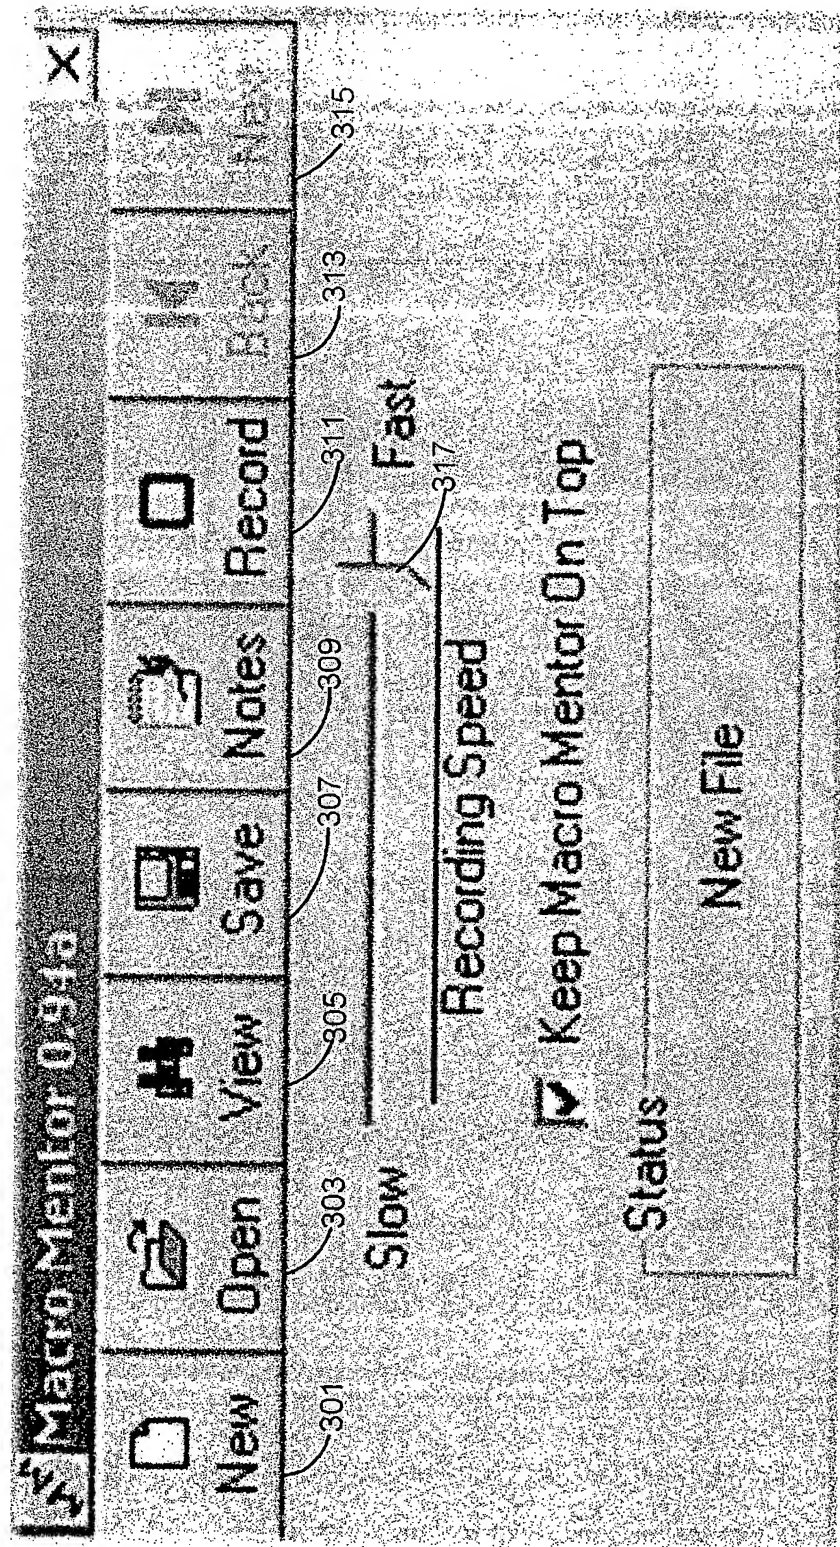 Macro Mentor 0.94a
New Open View Save Notes Record Back Next
301 303 305 307 309 311 313 315
Slow Fast
317
Recording Speed
Keep Macro Mentor On Top
Status
New File